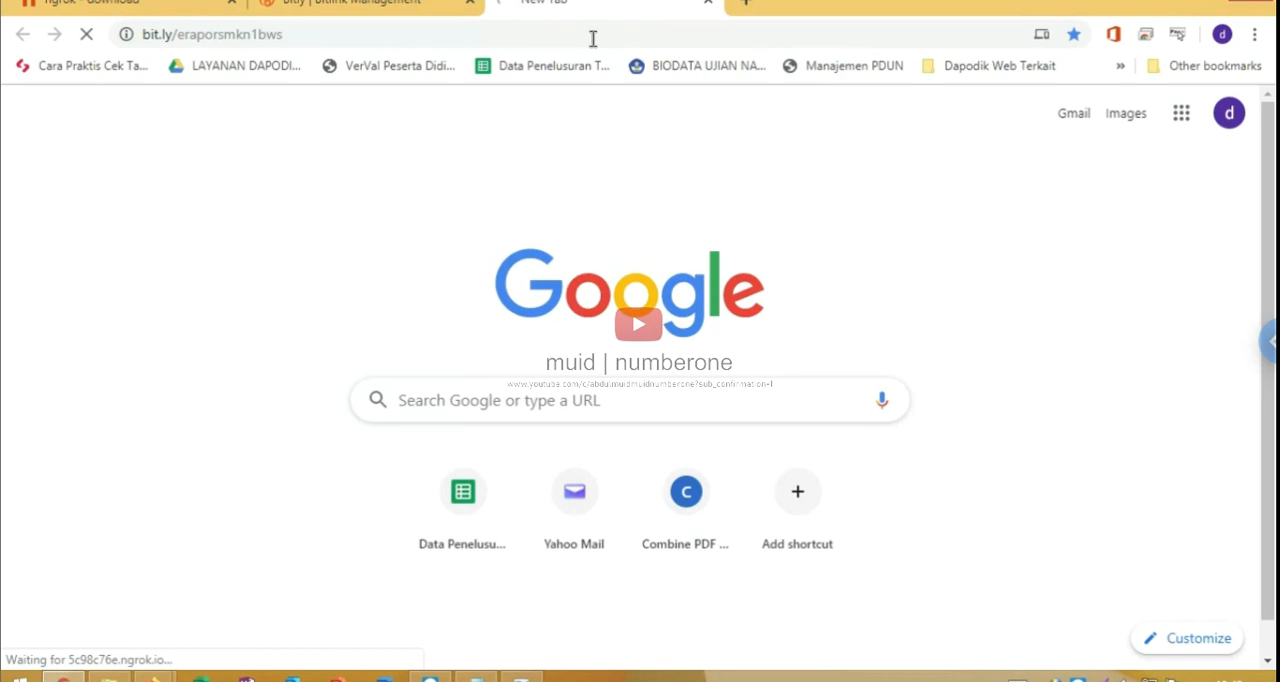 ngrok - download
Bitly | Bitlink Management
New Tab
bit.ly/eraporsmkn1bws
d
Cara Praktis Cek Ta...
LAYANAN DAPODI...
VerVal Peserta Didi...
Data Penelusuran T...
BIODATA UJIAN NA...
Manajemen PDUN
Dapodik Web Terkait
»
Other bookmarks
Gmail
Images
d
Google
muid | numberone
www.youtube.com/c/abdulmuidmuidnumberone?sub_confirmation=1
Search Google or type a URL
C
Data Penelusu...
Yahoo Mail
Combine PDF ...
Add shortcut
Customize
Waiting for 5c98c76e.ngrok.io...